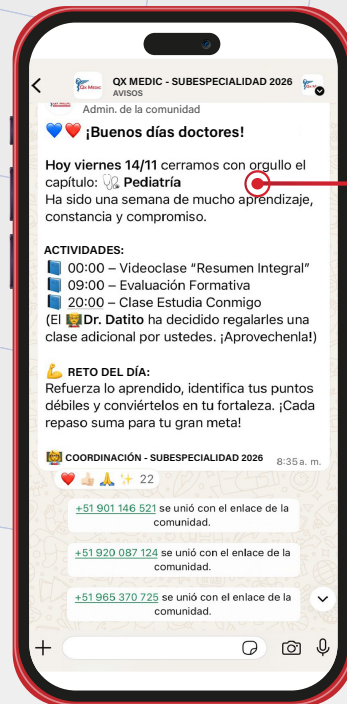 QX MEDIC - SUBESPECIALIDAD 2026
AVISOS
Admin. de la comunidad
💙❤️ ¡Buenos días doctores!
Hoy viernes 14/11 cerramos con orgullo el
capítulo: 🩺 Pediatría
Ha sido una semana de mucho aprendizaje,
constancia y compromiso.
ACTIVIDADES:
📘 00:00 – Videoclase “Resumen Integral”
📘 09:00 – Evaluación Formativa
📘 20:00 – Clase Estudia Conmigo
(El Dr. Datito ha decidido regalarles una
clase adicional por ustedes. ¡Aprovechenla!)
💪 RETO DEL DÍA:
Refuerza lo aprendido, identifica tus puntos
débiles y conviértelos en tu fortaleza. ¡Cada
repaso suma para tu gran meta!
COORDINACIÓN - SUBESPECIALIDAD 2026
8:35 a. m.
❤️👍🏻🙏✨ 22
+51 901 146 521 se unió con el enlace de la
comunidad.
+51 920 087 124 se unió con el enlace de la
comunidad.
+51 965 370 725 se unió con el enlace de la
comunidad.